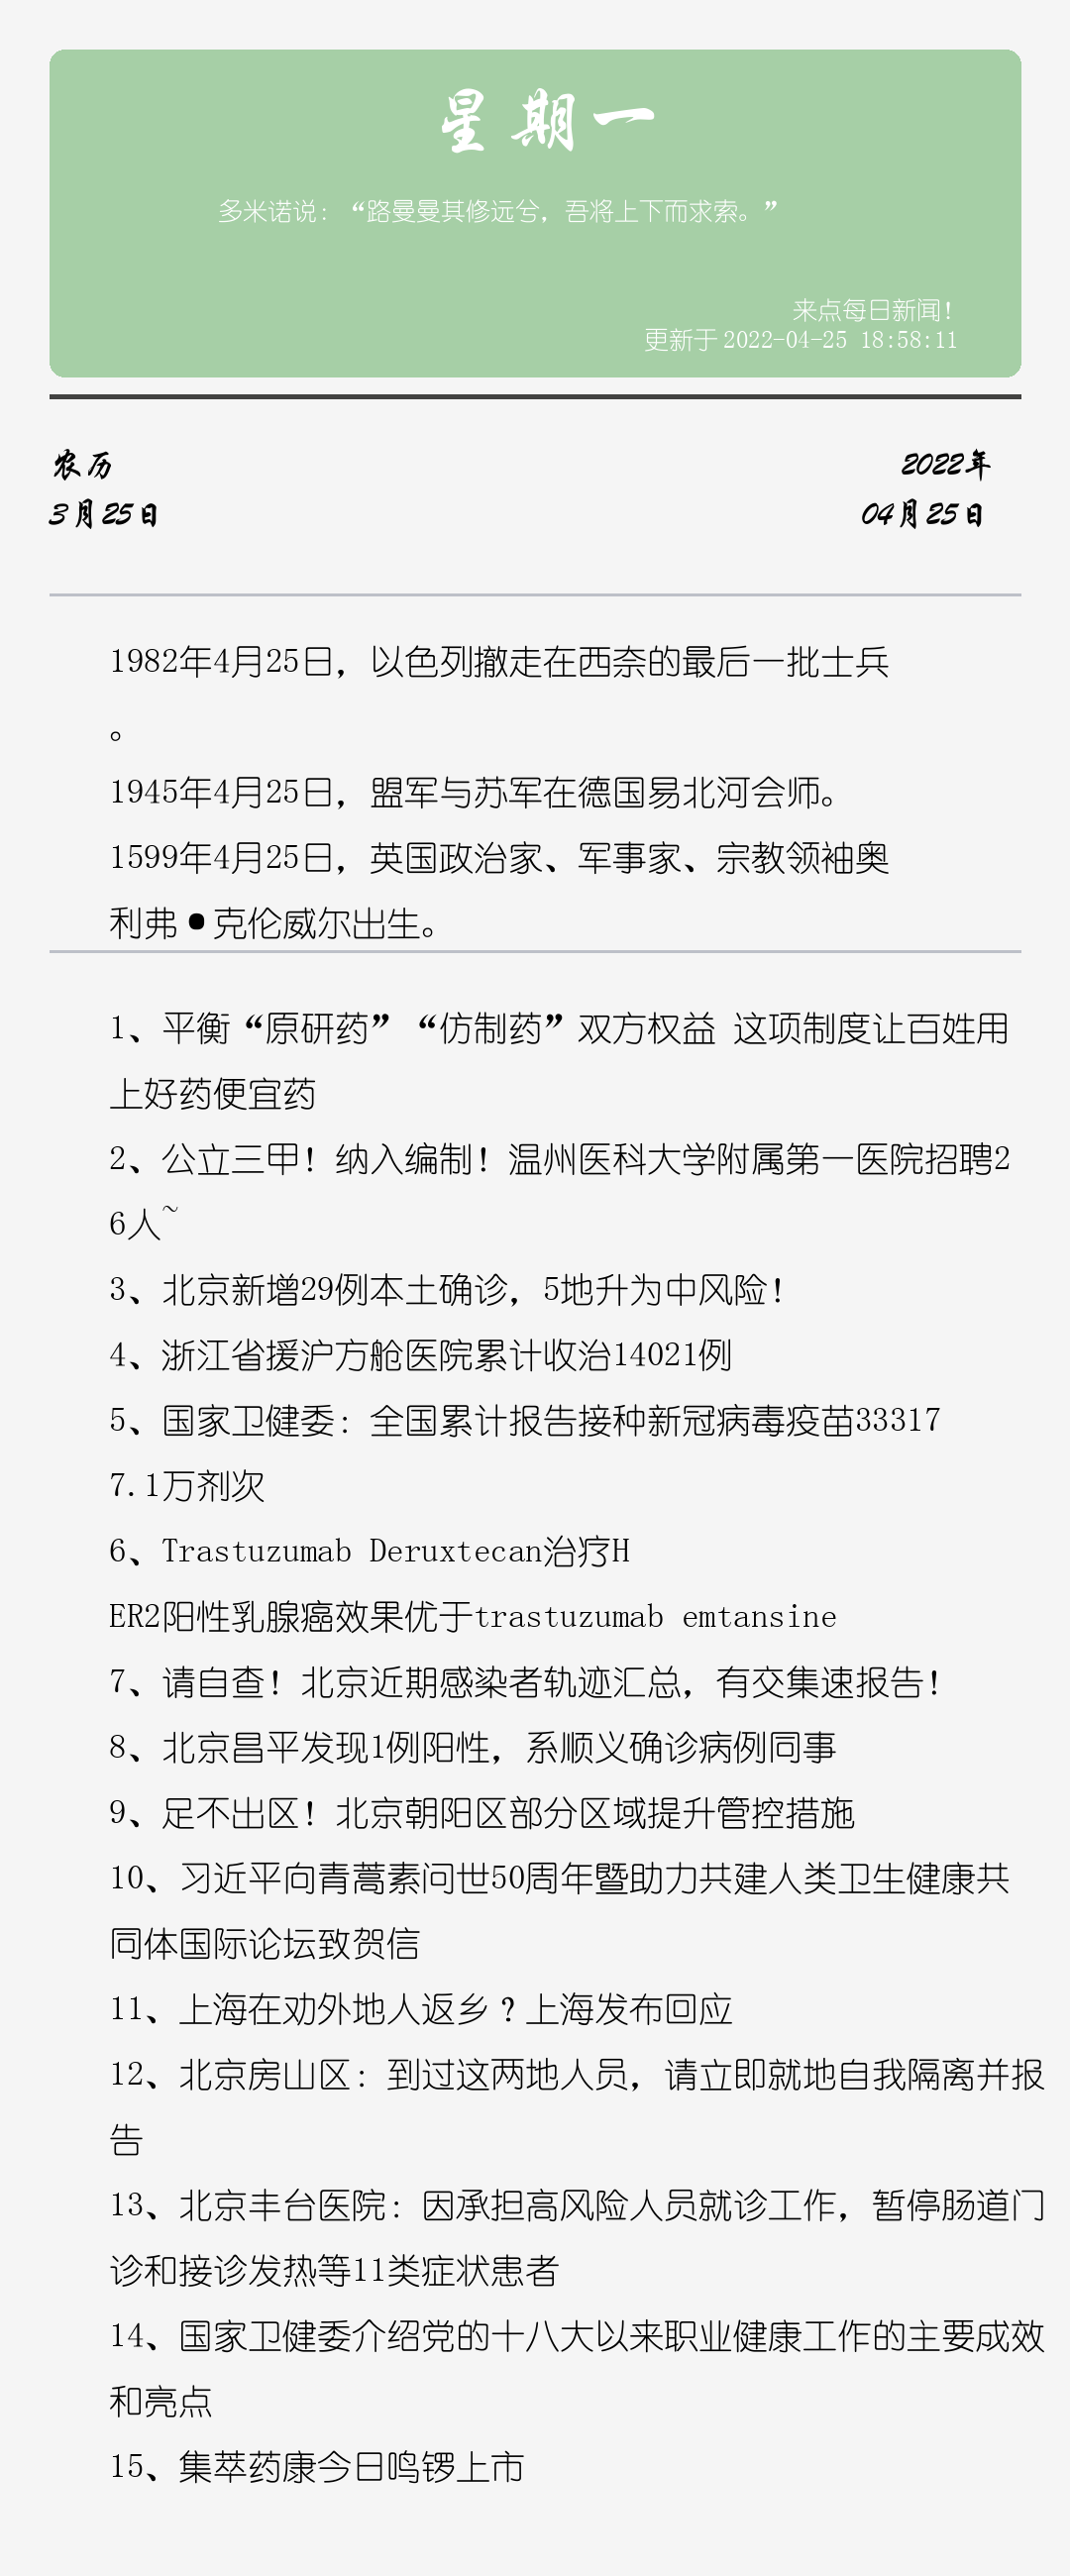 星期一
多米诺说：“路曼曼其修远兮，吾将上下而求索。”
来点每日新闻！
更新于 2022-04-25 18:58:11
农历
2022年
3月25日
04月25日
1982年4月25日，以色列撤走在西奈的最后一批士兵
。
1945年4月25日，盟军与苏军在德国易北河会师。
1599年4月25日，英国政治家、军事家、宗教领袖奥
利弗•克伦威尔出生。
1、平衡“原研药”“仿制药”双方权益 这项制度让百姓用
上好药便宜药
2、公立三甲！纳入编制！温州医科大学附属第一医院招聘2
6人~
3、北京新增29例本土确诊，5地升为中风险！
4、浙江省援沪方舱医院累计收治14021例
5、国家卫健委：全国累计报告接种新冠病毒疫苗33317
7.1万剂次
6、Trastuzumab Deruxtecan治疗H
ER2阳性乳腺癌效果优于trastuzumab emtansine
7、请自查！北京近期感染者轨迹汇总，有交集速报告！
8、北京昌平发现1例阳性，系顺义确诊病例同事
9、足不出区！北京朝阳区部分区域提升管控措施
10、习近平向青蒿素问世50周年暨助力共建人类卫生健康共
同体国际论坛致贺信
11、上海在劝外地人返乡？上海发布回应
12、北京房山区：到过这两地人员，请立即就地自我隔离并报
告
13、北京丰台医院：因承担高风险人员就诊工作，暂停肠道门
诊和接诊发热等11类症状患者
14、国家卫健委介绍党的十八大以来职业健康工作的主要成效
和亮点
15、集萃药康今日鸣锣上市